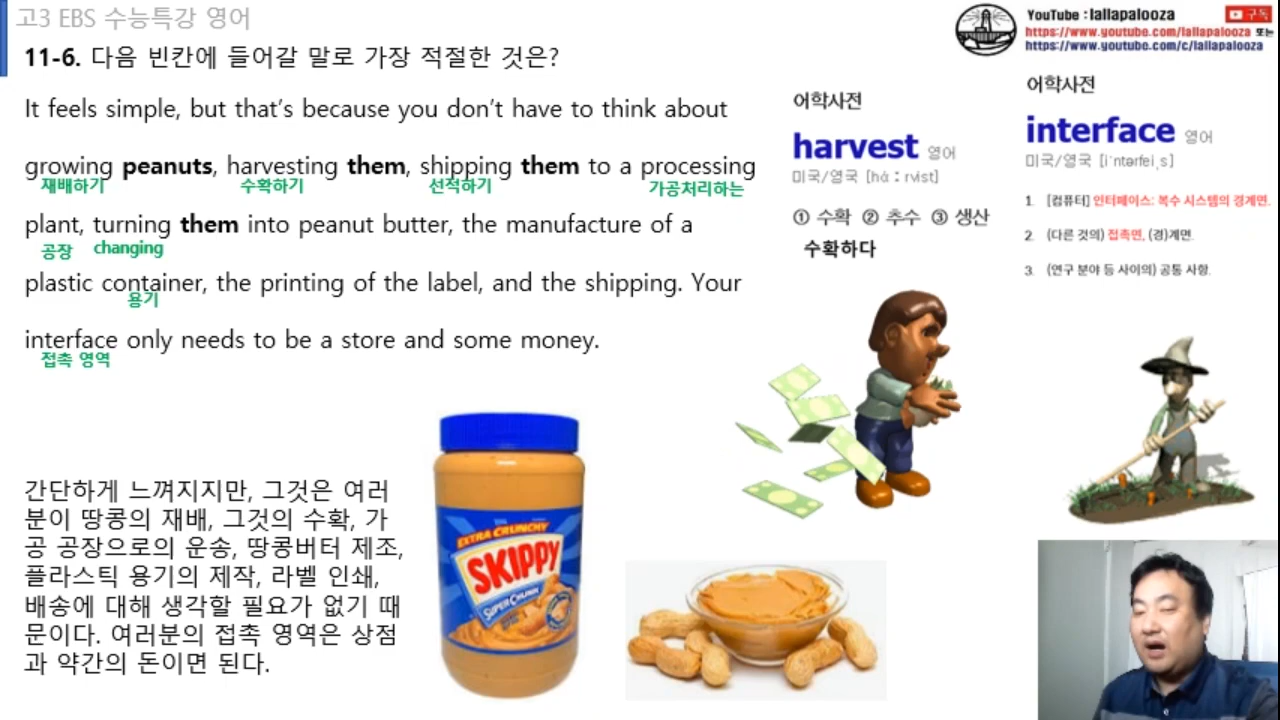 고3 EBS 수능특강 영어
YouTube : lallapalooza
구독
https://www.youtube.com/lallapalooza 또는
https://www.youtube.com/c/lallapalooza
11-6. 다음 빈칸에 들어갈 말로 가장 적절한 것은?
It feels simple, but that's because you don't have to think about
growing peanuts, harvesting them, shipping them to a processing
재배하기 수확하기 선적하기 가공처리하는
plant, turning them into peanut butter, the manufacture of a
공장 changing
plastic container, the printing of the label, and the shipping. Your
용기
interface only needs to be a store and some money.
접촉 영역
어학사전
harvest 영어
미국/영국 [hɑ́ːrvist]
① 수확 ② 추수 ③ 생산
수확하다
어학사전
interface 영어
미국/영국 [ι'ntərfeiˌs]
1. [컴퓨터] 인터페이스: 복수 시스템의 경계면.
2. (다른 것의) 접촉면, (경)계면.
3. (연구 분야 등 사이의) 공통 사항.
간단하게 느껴지지만, 그것은 여러
분이 땅콩의 재배, 그것의 수확, 가
공 공장으로의 운송, 땅콩버터 제조,
플라스틱 용기의 제작, 라벨 인쇄,
배송에 대해 생각할 필요가 없기 때
문이다. 여러분의 접촉 영역은 상점
과 약간의 돈이면 된다.
EXTRA CRUNCHY
SKIPPY
SUPER CHUNK